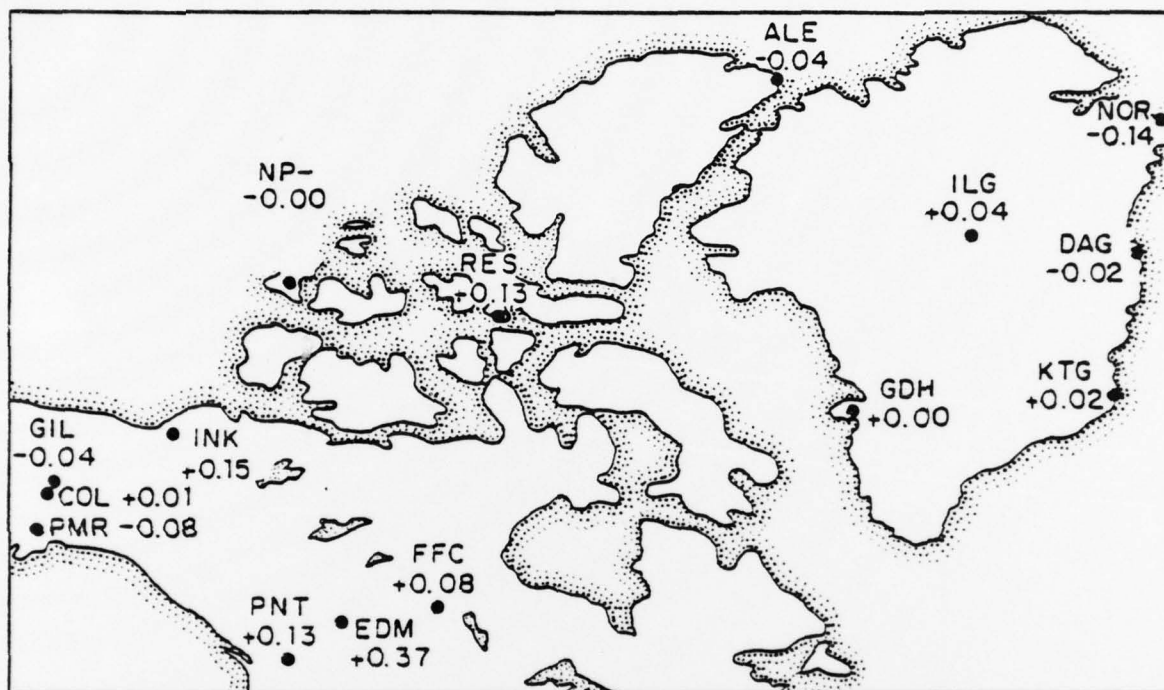 ALE
-0.04
NOR
-0.14
NP-
-0.00
ILG
+0.04
DAG
-0.02
RES
+0.13
KTG
+0.02
GDH
+0.00
GIL
-0.04
INK
+0.15
COL +0.01
PMR -0.08
FFC
+0.08
PNT
+0.13
EDM
+0.37